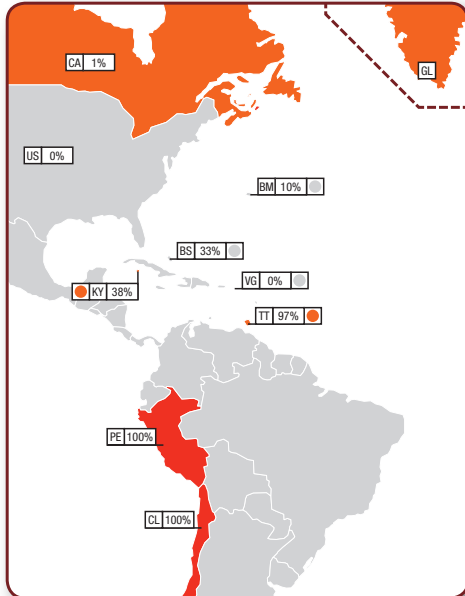 CA 1%
GL
US 0%
BM 10%
BS 33%
VG 0%
KY 38%
TT 97%
PE 100%
CL 100%